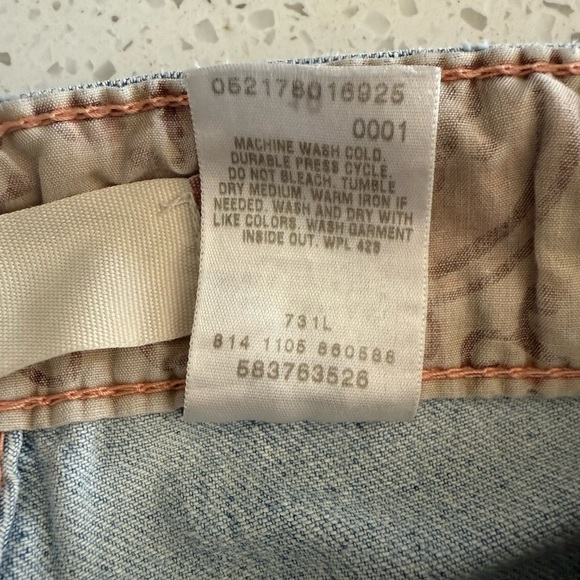 052178016925
0001
MACHINE WASH COLD.
DURABLE PRESS CYCLE.
DO NOT BLEACH. TUMBLE
DRY MEDIUM. WARM IRON IF
NEEDED. WASH AND DRY WITH
LIKE COLORS. WASH GARMENT
INSIDE OUT. WPL 423
731L
814 1105 860588
583763526